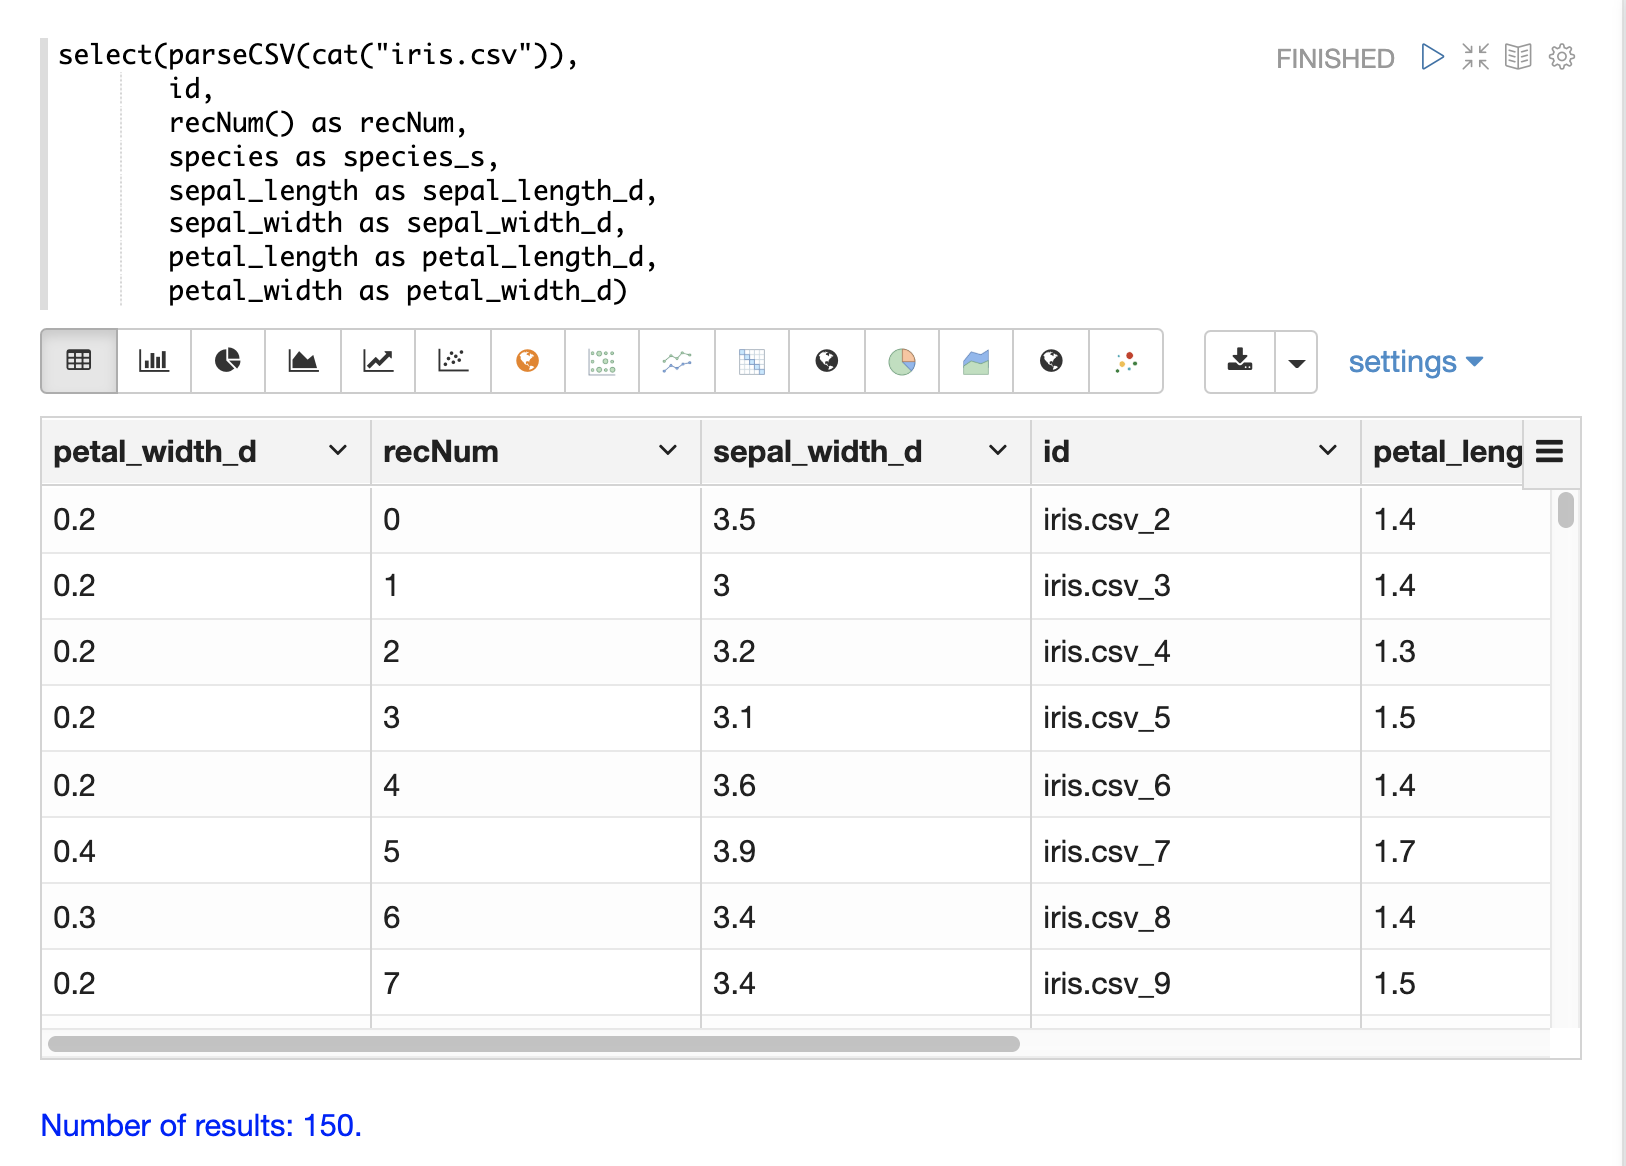 select(parseCSV(cat("iris.csv")),
id,
recNum() as recNum,
species as species_s,
sepal_length as sepal_length_d,
sepal_width as sepal_width_d,
petal_length as petal_length_d,
petal_width as petal_width_d)
FINISHED
settings
petal_width_d recNum sepal_width_d id petal_leng
0.2 0 3.5 iris.csv_2 1.4
0.2 1 3 iris.csv_3 1.4
0.2 2 3.2 iris.csv_4 1.3
0.2 3 3.1 iris.csv_5 1.5
0.2 4 3.6 iris.csv_6 1.4
0.4 5 3.9 iris.csv_7 1.7
0.3 6 3.4 iris.csv_8 1.4
0.2 7 3.4 iris.csv_9 1.5
Number of results: 150.